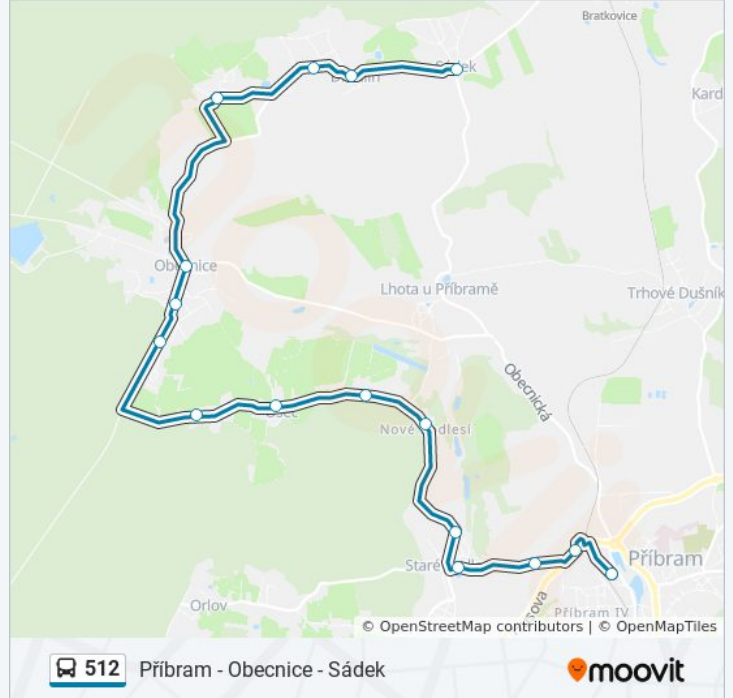 Bratkovice
Sádek
Kard
Obecnice
Lhota u Příbramě
Trhové Dušník
Obecnická
Nové Podlesí
Příbram
Staré
Orlov
sova
Příbram IV
© OpenStreetMap contributors | © OpenMapTiles
512 Příbram - Obecnice - Sádek
moovit